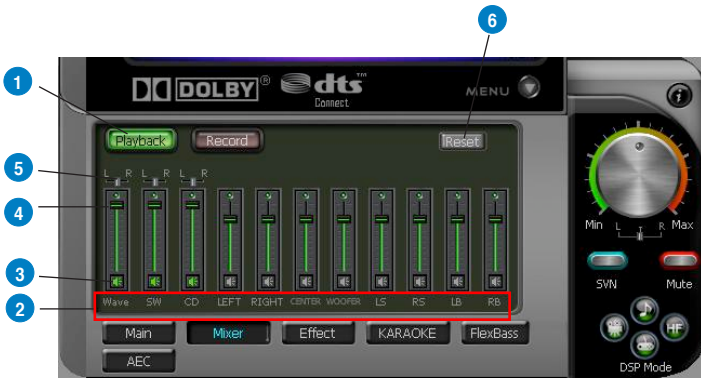 6
1
DOLBY®
dts™
Connect
MENU
i
Playback
Record
Reset
5
L R L R L R
4
Min L R Max
3
SVN
Mute
2
Wave SW CD LEFT RIGHT CENTER WOOFER LS RS LB RB
Main
Mixer
Effect
KARAOKE
FlexBass
HF
AEC
DSP Mode